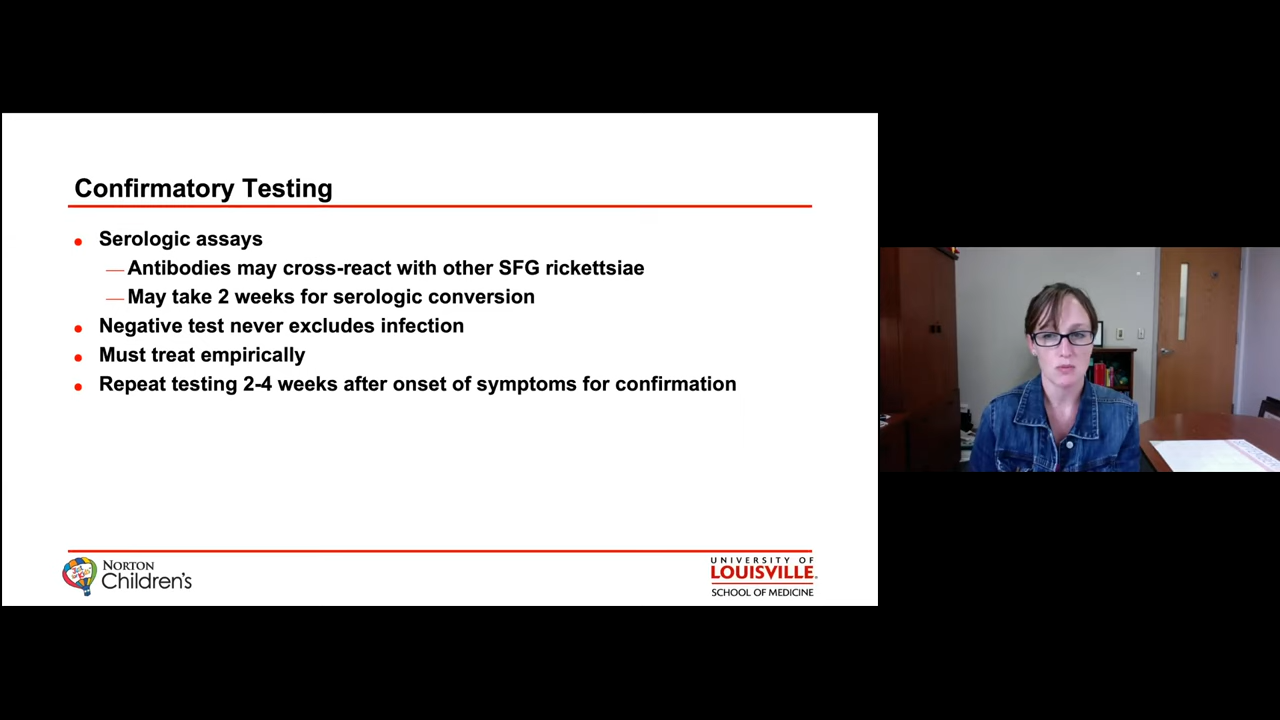 Confirmatory Testing
Serologic assays
Antibodies may cross-react with other SFG rickettsiae
May take 2 weeks for serologic conversion
Negative test never excludes infection
Must treat empirically
Repeat testing 2-4 weeks after onset of symptoms for confirmation
NORTON
Children's
UNIVERSITY OF
LOUISVILLE.
SCHOOL OF MEDICINE